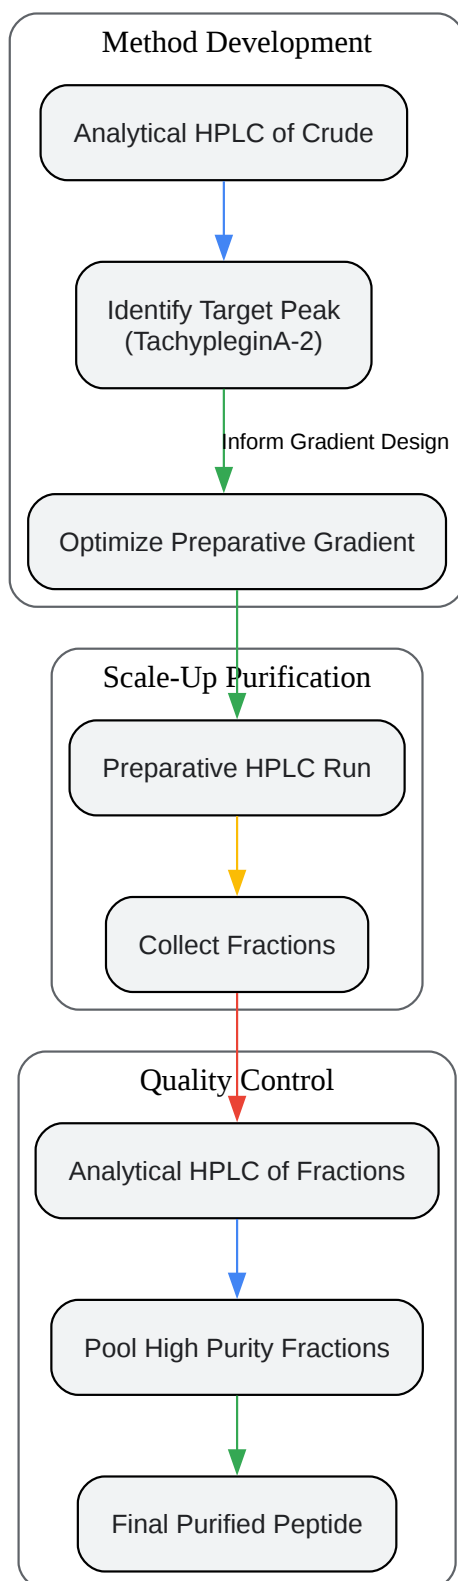 Method Development
Analytical HPLC of Crude
Identify Target Peak
(TachypleginA-2)
Inform Gradient Design
Optimize Preparative Gradient
Scale-Up Purification
Preparative HPLC Run
Collect Fractions
Quality Control
Analytical HPLC of Fractions
Pool High Purity Fractions
Final Purified Peptide